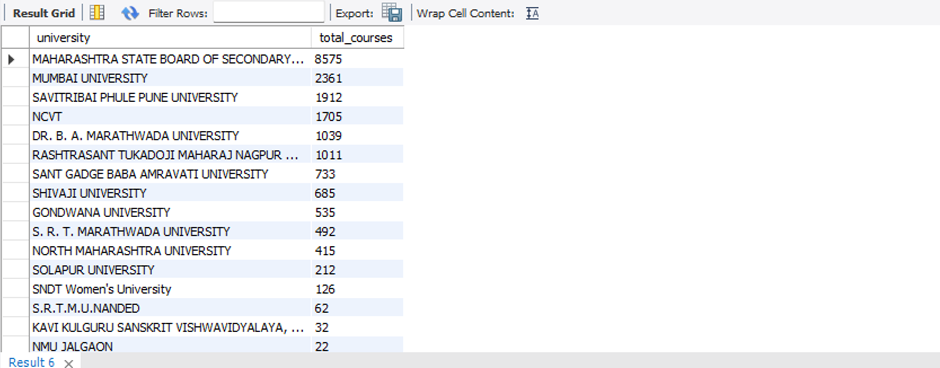 Result Grid Filter Rows: Export: Wrap Cell Content: IA
university total_courses
MAHARASHTRA STATE BOARD OF SECONDARY... 8575
MUMBAI UNIVERSITY 2361
SAVITRIBAI PHULE PUNE UNIVERSITY 1912
NCVT 1705
DR. B. A. MARATHWADA UNIVERSITY 1039
RASHTRASANT TUKADOJI MAHARAJ NAGPUR ... 1011
SANT GADGE BABA AMRAVATI UNIVERSITY 733
SHIVAJI UNIVERSITY 685
GONDWANA UNIVERSITY 535
S. R. T. MARATHWADA UNIVERSITY 492
NORTH MAHARASHTRA UNIVERSITY 415
SOLAPUR UNIVERSITY 212
SNDT Women's University 126
S.R.T.M.U.NANDED 62
KAVI KULGURU SANSKRIT VISHWAVIDYALAYA, ... 32
NMU JALGAON 22
Result 6